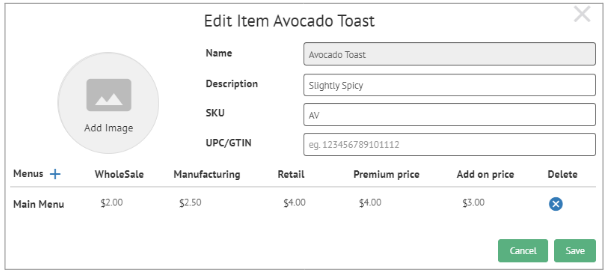 Edit Item Avocado Toast
Name
Avocado Toast
Description
Slightly Spicy
SKU
AV
UPC/GTIN
eg. 123456789101112
Add Image
Menus + WholeSale Manufacturing Retail Premium price Add on price Delete
Main Menu $2.00 $2.50 $4.00 $4.00 $3.00
Cancel Save